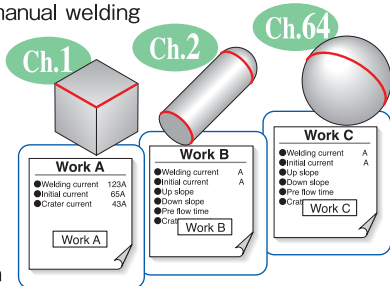 manual welding
Ch.1
Ch.2
Ch.64
Work A
●Welding current 123A
●Initial current 65A
●Crater current 43A
Work A
Work B
●Welding current A
●Initial current A
●Up slope
●Down slope
●Pre flow time
●Crat
Work B
Work C
●Welding current A
●Initial current A
●Up slope
●Down slope
●Pre flow time
●Crat
Work C